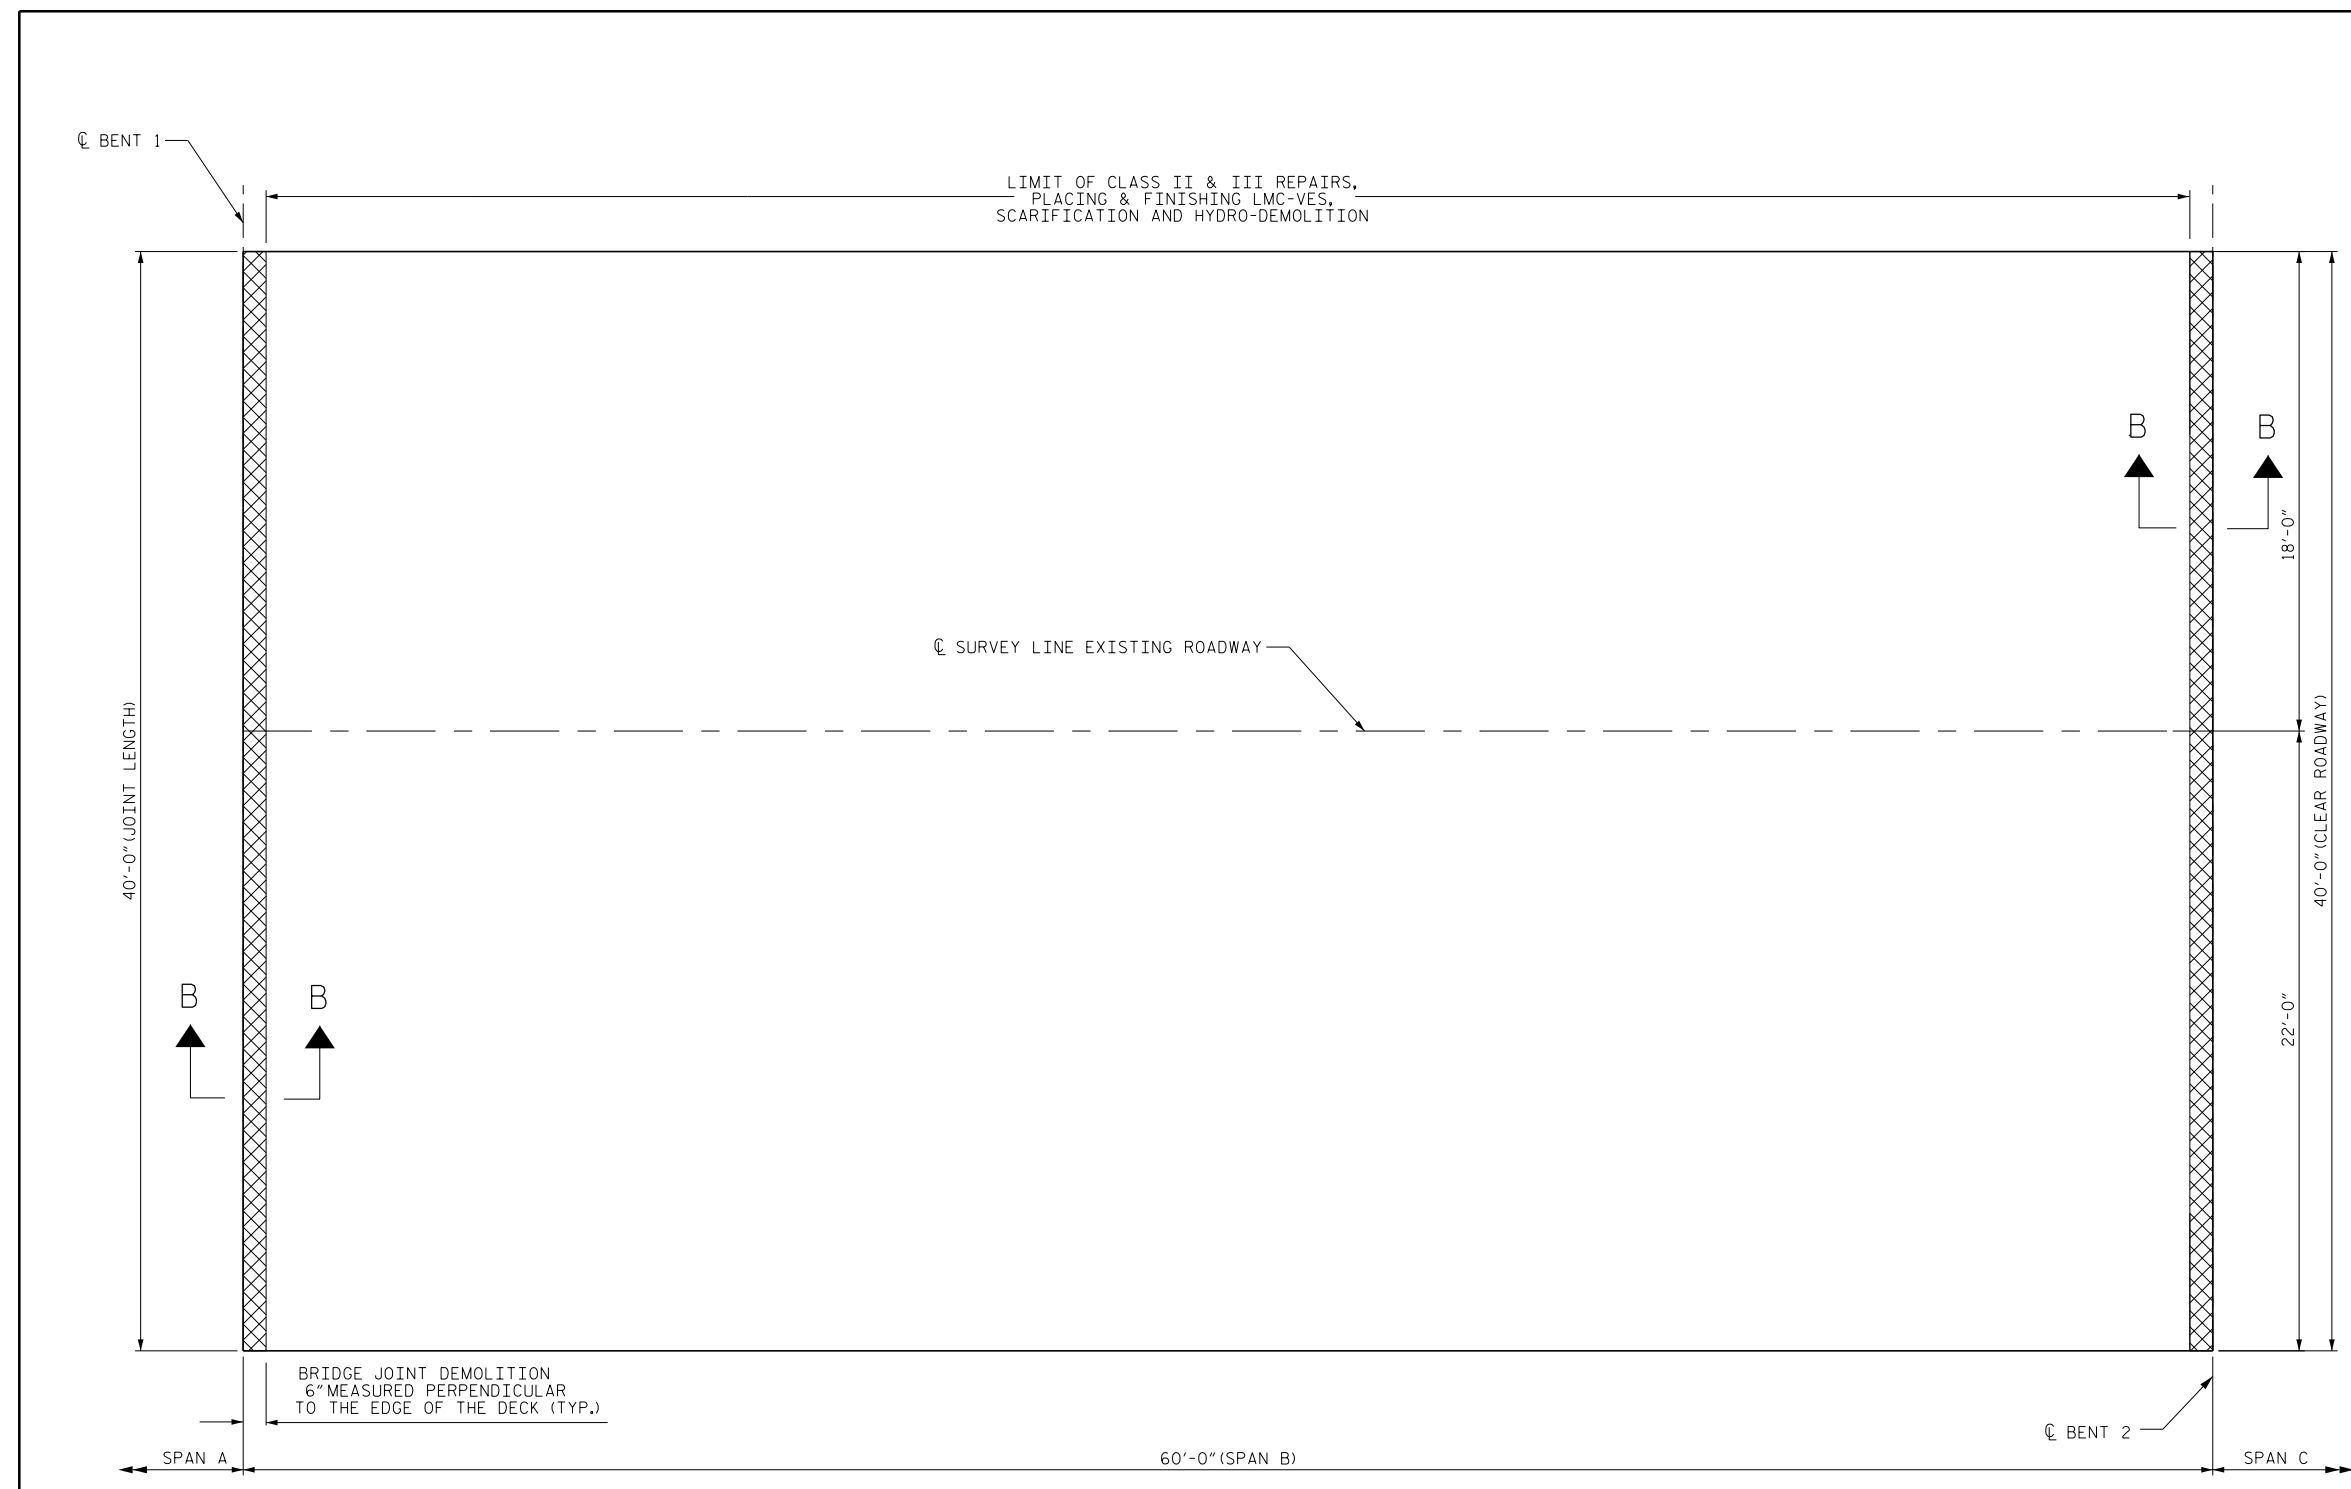 ℄ BENT 1
LIMIT OF CLASS II & III REPAIRS,
PLACING & FINISHING LMC-VES,
SCARIFICATION AND HYDRO-DEMOLITION
B
B
18'-0"
℄ SURVEY LINE EXISTING ROADWAY
40'-0"(JOINT LENGTH)
40'-0"(CLEAR ROADWAY)
B
B
22'-0"
BRIDGE JOINT DEMOLITION
6"MEASURED PERPENDICULAR
TO THE EDGE OF THE DECK (TYP.)
℄ BENT 2
SPAN A
60'-0"(SPAN B)
SPAN C